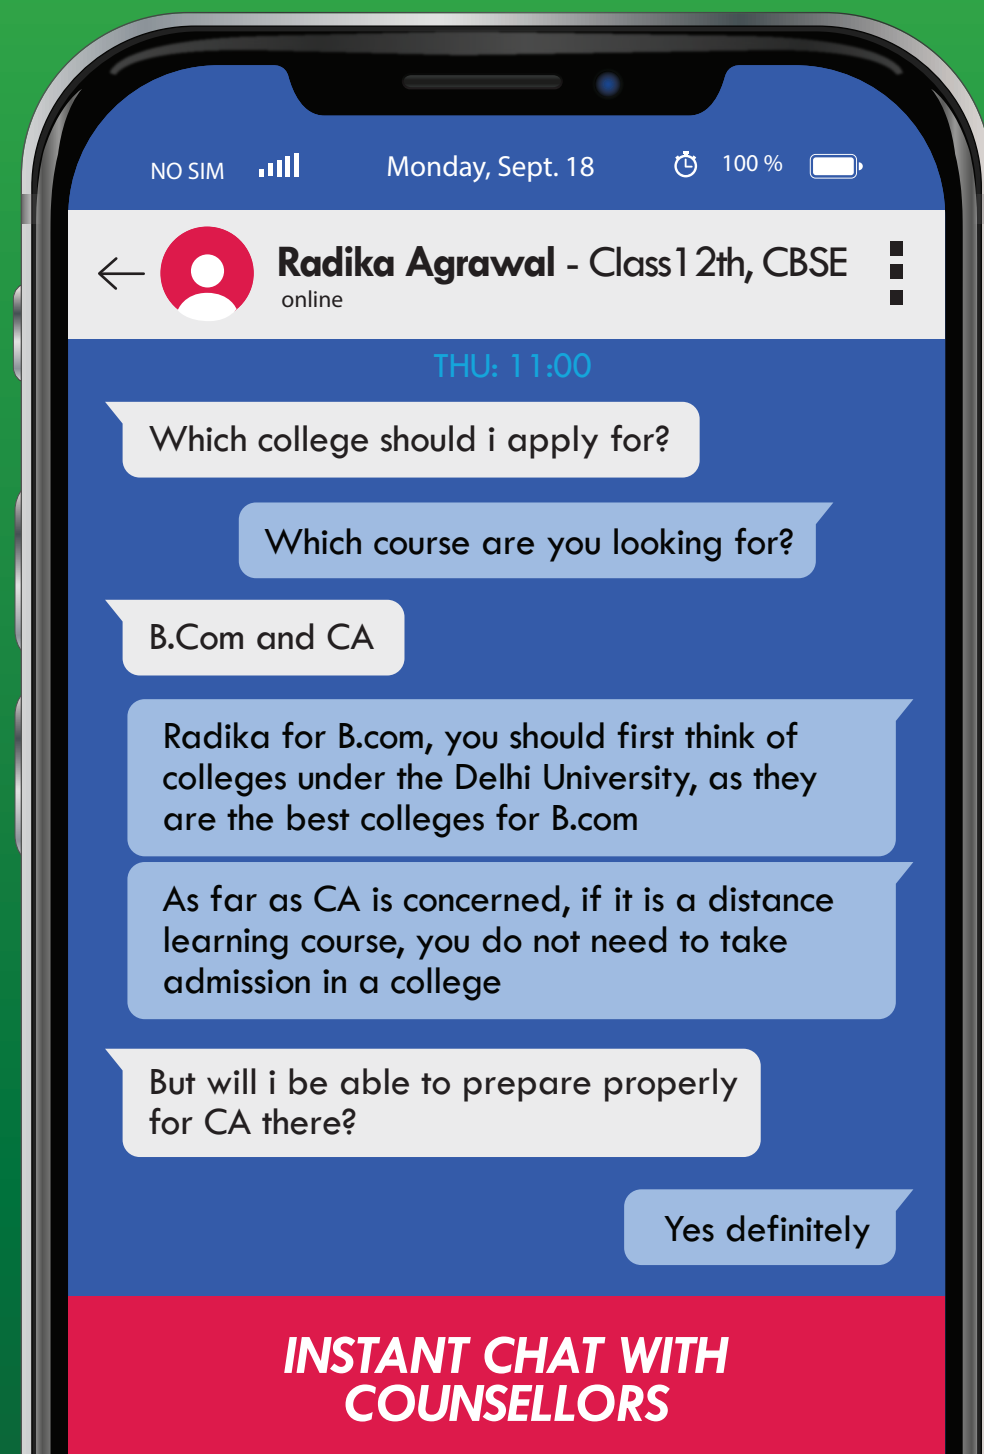 NO SIM Monday, Sept. 18 100 %
Radika Agrawal - Class12th, CBSE
online
THU: 11:00
Which college should i apply for?
Which course are you looking for?
B.Com and CA
Radika for B.com, you should first think of
colleges under the Delhi University, as they
are the best colleges for B.com
As far as CA is concerned, if it is a distance
learning course, you do not need to take
admission in a college
But will i be able to prepare properly
for CA there?
Yes definitely
INSTANT CHAT WITH
COUNSELLORS